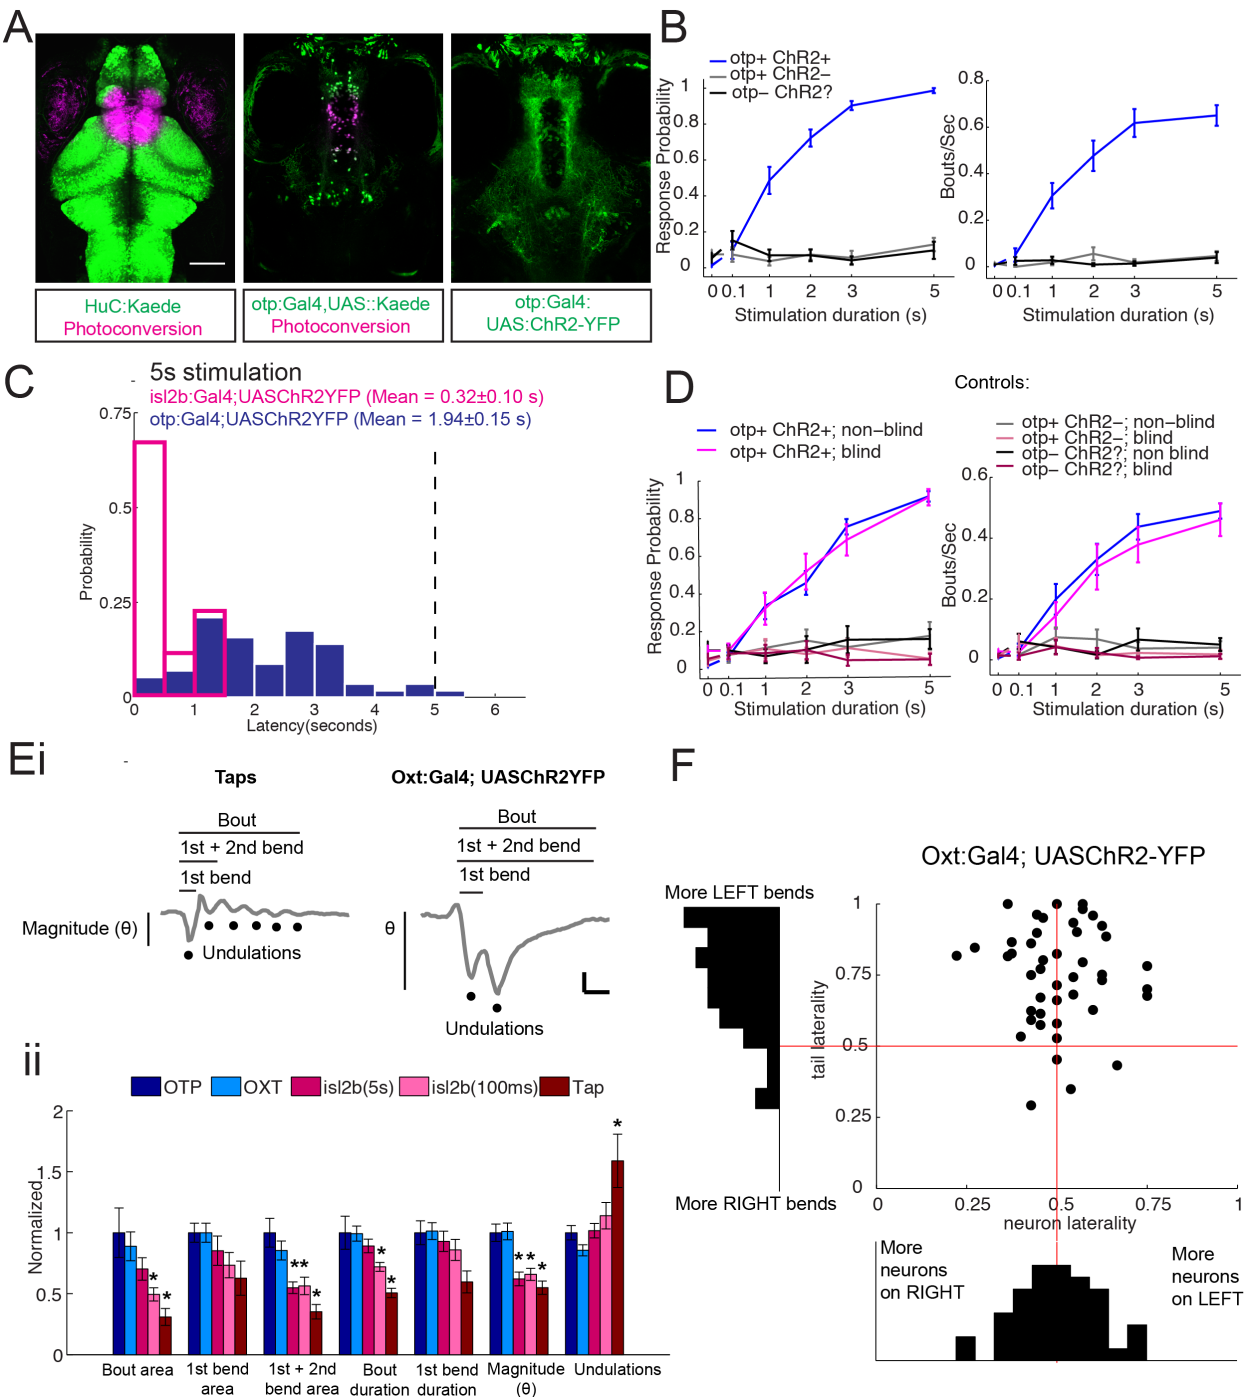 A
HuC:Kaede
Photoconversion
otp:Gal4,UAS::Kaede
Photoconversion
otp:Gal4:
UAS:ChR2-YFP
B
otp+ ChR2+
otp+ ChR2−
otp− ChR2?
Response Probability
1
0.8
0.6
0.4
0.2
0
0 0.1 1 2 3 5
Stimulation duration (s)
Bouts/Sec
0.8
0.6
0.4
0.2
0
0 0.1 1 2 3 5
Stimulation duration (s)
C
5s stimulation
isl2b:Gal4;UASChR2YFP (Mean = 0.32±0.10 s)
otp:Gal4;UASChR2YFP (Mean = 1.94±0.15 s)
Probability
0.75
0.5
0.25
0
0 1 2 3 4 5 6
Latency(seconds)
D
otp+ ChR2+; non−blind
otp+ ChR2+; blind
Controls:
otp+ ChR2−; non−blind
otp+ ChR2−; blind
otp− ChR2?; non blind
otp− ChR2?; blind
Response Probability
1
0.8
0.6
0.4
0.2
0
0 0.1 1 2 3 5
Stimulation duration (s)
Bouts/Sec
0.6
0.4
0.2
0
0 0.1 1 2 3 5
Stimulation duration (s)
Ei
Taps
Bout
1st + 2nd bend
1st bend
Magnitude (θ)
Undulations
Oxt:Gal4; UASChR2YFP
Bout
1st + 2nd bend
1st bend
θ
Undulations
ii
OTP OXT isl2b(5s) isl2b(100ms) Tap
Normalized
2
1.5
1
0.5
0
* * ** * * * ** * *
Bout area
1st bend
area
1st + 2nd
bend area
Bout
duration
1st bend
duration
Magnitude
(θ)
Undulations
F
Oxt:Gal4; UASChR2-YFP
More LEFT bends
More RIGHT bends
tail laterality
1
0.75
0.5
0.25
0
0 0.25 0.5 0.75 1
neuron laterality
More
neurons
on RIGHT
More
neurons
on LEFT